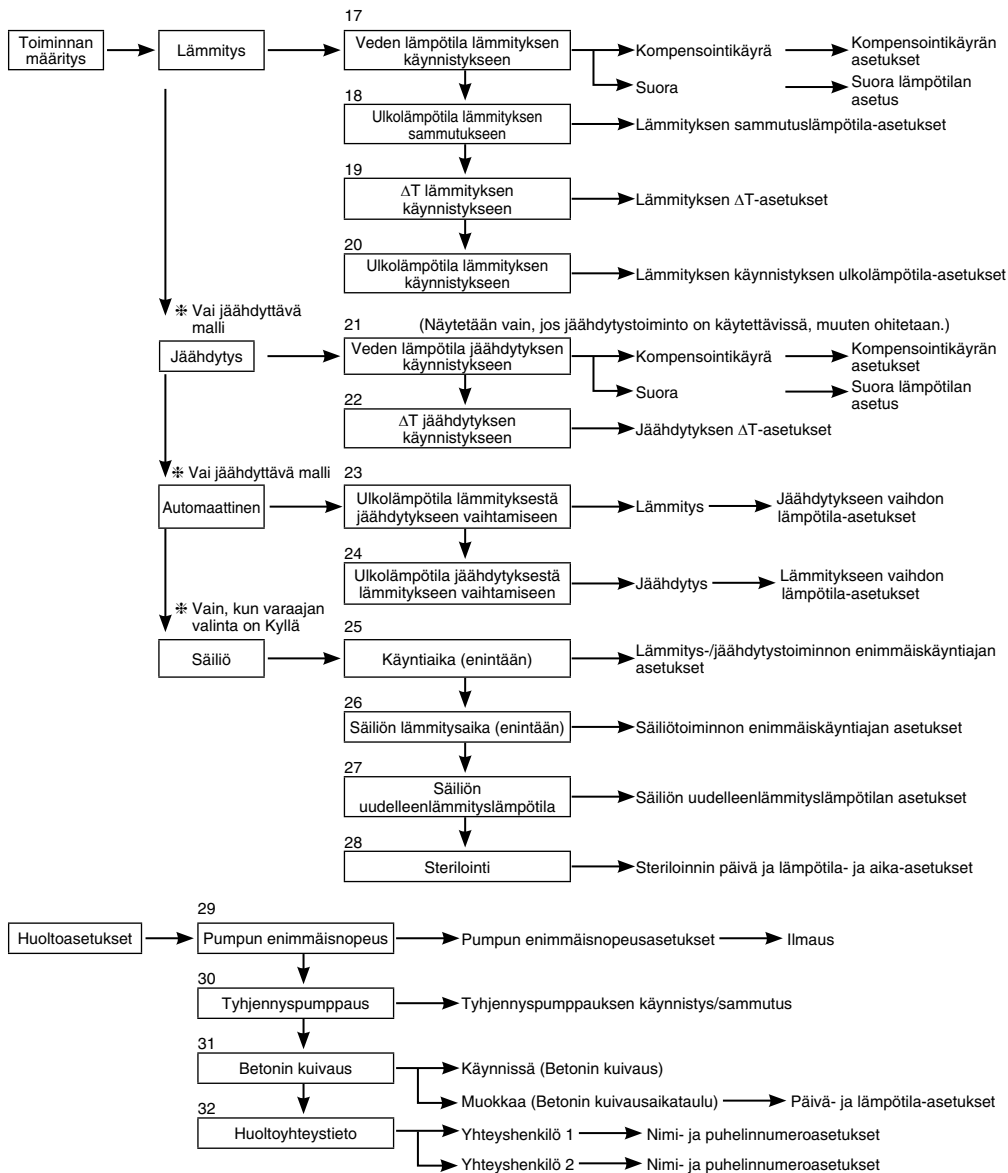 17
Toiminnan
määritys
Lämmitys
Veden lämpötila lämmityksen
käynnistykseen
Kompensointikäyrä
Kompensointikäyrän
asetukset
Suora
Suora lämpötilan
asetus
18
Ulkolämpötila lämmityksen
sammutukseen
Lämmityksen sammutuslämpötila-asetukset
19
ΔT lämmityksen
käynnistykseen
Lämmityksen ΔT-asetukset
20
Ulkolämpötila lämmityksen
käynnistykseen
Lämmityksen käynnistyksen ulkolämpötila-asetukset
❈ Vai jäähdyttävä
malli
21
(Näytetään vain, jos jäähdytystoiminto on käytettävissä, muuten ohitetaan.)
Jäähdytys
Veden lämpötila jäähdytyksen
käynnistykseen
Kompensointikäyrä
Kompensointikäyrän
asetukset
Suora
Suora lämpötilan
asetus
22
ΔT jäähdytyksen
käynnistykseen
Jäähdytyksen ΔT-asetukset
❈ Vai jäähdyttävä malli
23
Automaattinen
Ulkolämpötila lämmityksestä
jäähdytykseen vaihtamiseen
Lämmitys
Jäähdytykseen vaihdon
lämpötila-asetukset
24
Ulkolämpötila jäähdytyksestä
lämmitykseen vaihtamiseen
Jäähdytys
Lämmitykseen vaihdon
lämpötila-asetukset
❈ Vain, kun varaajan
valinta on Kyllä
25
Säiliö
Käyntiaika (enintään)
Lämmitys-/jäähdytystoiminnon enimmäiskäyntiajan
asetukset
26
Säiliön lämmitysaika (enintään)
Säiliötoiminnon enimmäiskäyntiajan asetukset
27
Säiliön
uudelleenlämmityslämpötila
Säiliön uudelleenlämmityslämpötilan asetukset
28
Sterilointi
Steriloinnin päivä ja lämpötila- ja aika-asetukset
29
Huoltoasetukset
Pumpun enimmäisnopeus
Pumpun enimmäisnopeusasetukset
Ilmaus
30
Tyhjennyspumppaus
Tyhjennyspumppauksen käynnistys/sammutus
31
Betonin kuivaus
Käynnissä (Betonin kuivaus)
Muokkaa (Betonin kuivausaikataulu)
Päivä- ja lämpötila-asetukset
32
Huoltoyhteystieto
Yhteyshenkilö 1
Nimi- ja puhelinnumeroasetukset
Yhteyshenkilö 2
Nimi- ja puhelinnumeroasetukset